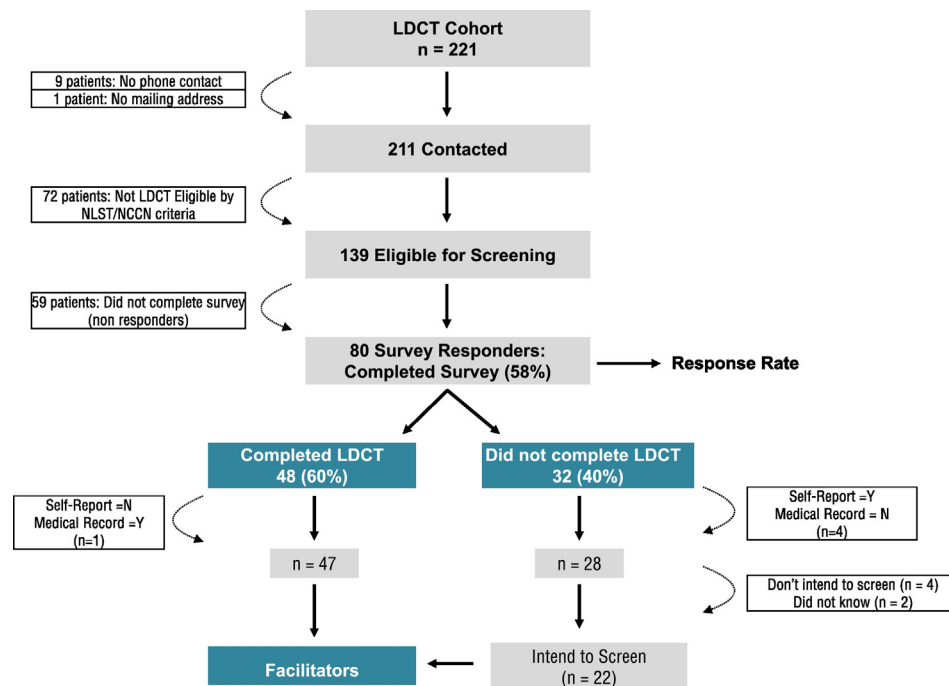 LDCT Cohort
n = 221
9 patients: No phone contact
1 patient: No mailing address
211 Contacted
72 patients: Not LDCT Eligible by
NLST/NCCN criteria
139 Eligible for Screening
59 patients: Did not complete survey
(non responders)
80 Survey Responders:
Completed Survey (58%)
Response Rate
Completed LDCT
48 (60%)
Did not complete LDCT
32 (40%)
Self-Report =N
Medical Record =Y
(n=1)
Self-Report =Y
Medical Record = N
(n=4)
n = 47
n = 28
Don't intend to screen (n = 4)
Did not know (n = 2)
Facilitators
Intend to Screen
(n = 22)